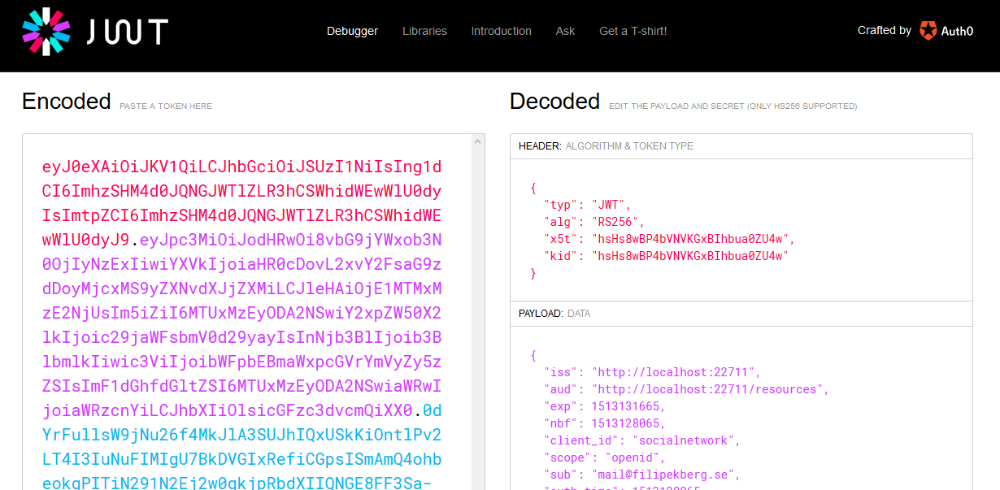 JWT
Debugger Libraries Introduction Ask Get a T-shirt!
Crafted by Auth0
Encoded PASTE A TOKEN HERE
eyJ0eXAiOiJKV1QiLCJhbGciOiJSUzI1NiIsIng1d
CI6ImhzSHM4d0JQNGJWTlZLR3hCSWhidWEwWlU0dy
IsImtpZCI6ImhzSHM4d0JQNGJWTlZLR3hCSWhidWE
wWlU0dyJ9.eyJpc3MiOiJodHRwOi8vbG9jYWxob3N
0OjIyNzExIiwiYXVkIjoiaHR0cDovL2xvY2FsaG9z
dDoyMjcxMS9yZXNvdXJjZXMiLCJleHAiOjE1MTMxM
zE2NjUsIm5iZiI6MTUxMzEyODA2NSwiY2xpZW50X2
lkIjoic29jaWFsbmV0d29yayIsInNjb3BlIjoib3B
lbmlkIiwic3ViIjoibWFpbEBmaWxpcGVrYmVyZy5z
ZSIsImF1dGhfdGltZSI6MTUxMzEyODA2NSwiaWRwI
joiaWRzcnYiLCJhbXIiOlsicGFzc3dvcmQiXX0.0d
YrFullsW9jNu26f4MkJlA3SUJhIQxUSkKiOntlPv2
LT4I3IuNuFIMIgU7BkDVGIxRefiCGpsISmAmQ4ohb
eokgPITiN291N2Ej2w0gkjpRbdXIIQNGE8FF3Sa-
Decoded EDIT THE PAYLOAD AND SECRET (ONLY HS256 SUPPORTED)
HEADER: ALGORITHM & TOKEN TYPE
{
"typ": "JWT",
"alg": "RS256",
"x5t": "hsHs8wBP4bVNVKGxBIhbua0ZU4w",
"kid": "hsHs8wBP4bVNVKGxBIhbua0ZU4w"
}
PAYLOAD: DATA
{
"iss": "http://localhost:22711",
"aud": "http://localhost:22711/resources",
"exp": 1513131665,
"nbf": 1513128065,
"client_id": "socialnetwork",
"scope": "openid",
"sub": "mail@filipekberg.se",
"auth_time": 1513128065,